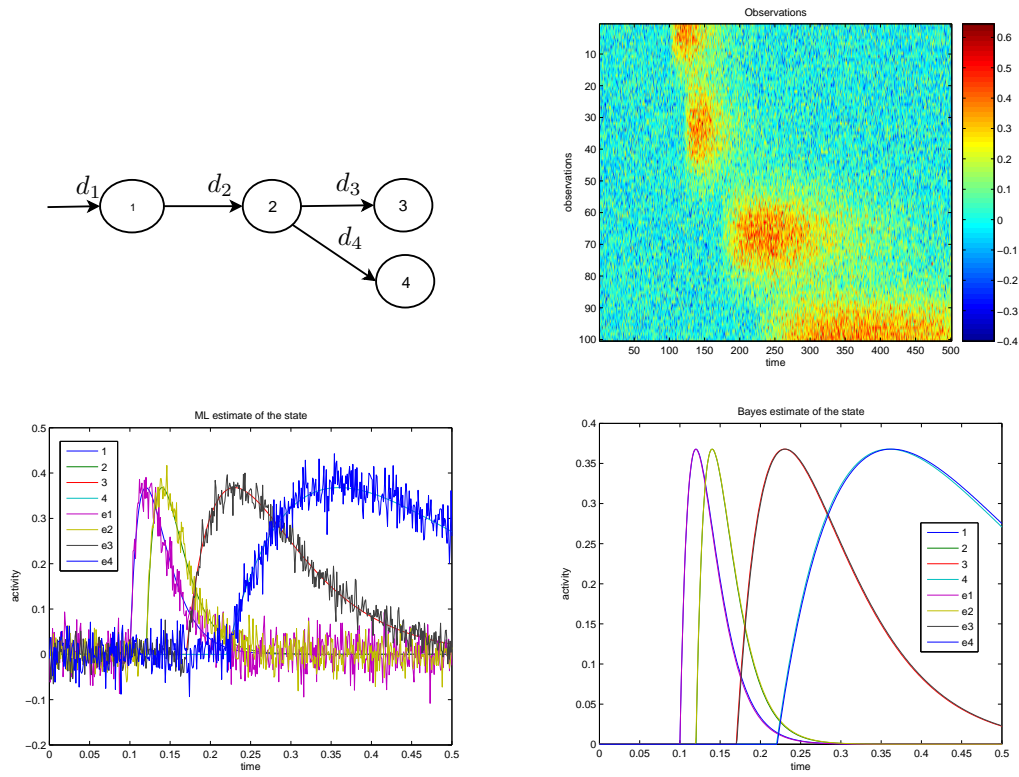 d1
1
d2
2
d3
3
d4
4
Observations
10
20
30
40
50
60
70
80
90
100
observations
50 100 150 200 250 300 350 400 450 500
time
0.6
0.5
0.4
0.3
0.2
0.1
0
−0.1
−0.2
−0.3
−0.4
ML estimate of the state
0.5
0.4
0.3
0.2
0.1
0
−0.1
−0.2
activity
1
2
3
4
e1
e2
e3
e4
0 0.05 0.1 0.15 0.2 0.25 0.3 0.35 0.4 0.45 0.5
time
Bayes estimate of the state
0.4
0.35
0.3
0.25
0.2
0.15
0.1
0.05
0
activity
1
2
3
4
e1
e2
e3
e4
0 0.05 0.1 0.15 0.2 0.25 0.3 0.35 0.4 0.45 0.5
time